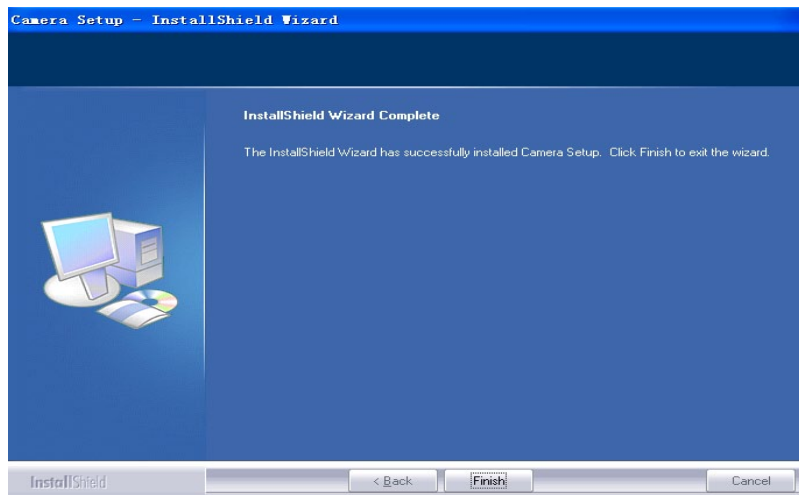 Camera Setup - InstallShield Wizard
InstallShield Wizard Complete
The InstallShield Wizard has successfully installed Camera Setup. Click Finish to exit the wizard.
InstallShield
< Back
Finish
Cancel